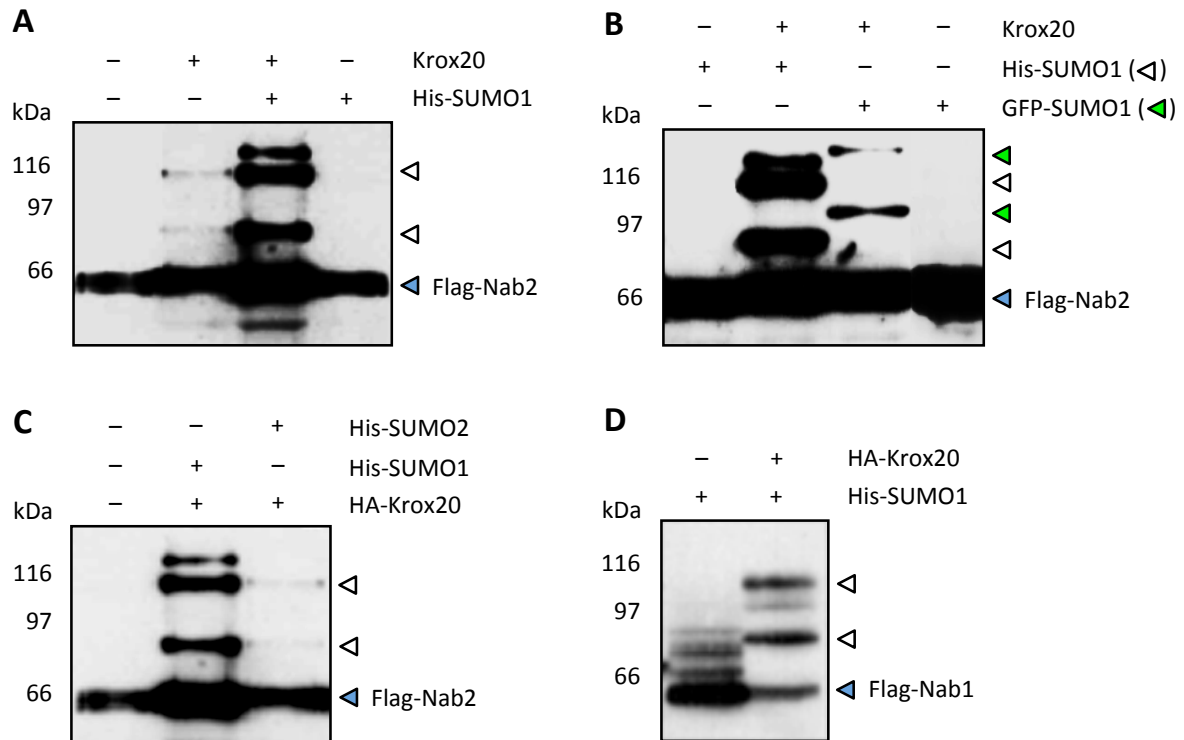 A
– + + – Krox20
– – + + His-SUMO1
kDa
116
97
66
Flag-Nab2
B
– + + – Krox20
+ + – – His-SUMO1 (◁)
– – + + GFP-SUMO1 (◀)
kDa
116
97
66
Flag-Nab2
C
– – + His-SUMO2
– + – His-SUMO1
– + + HA-Krox20
kDa
116
97
66
Flag-Nab2
D
– + HA-Krox20
+ + His-SUMO1
kDa
116
97
66
Flag-Nab1